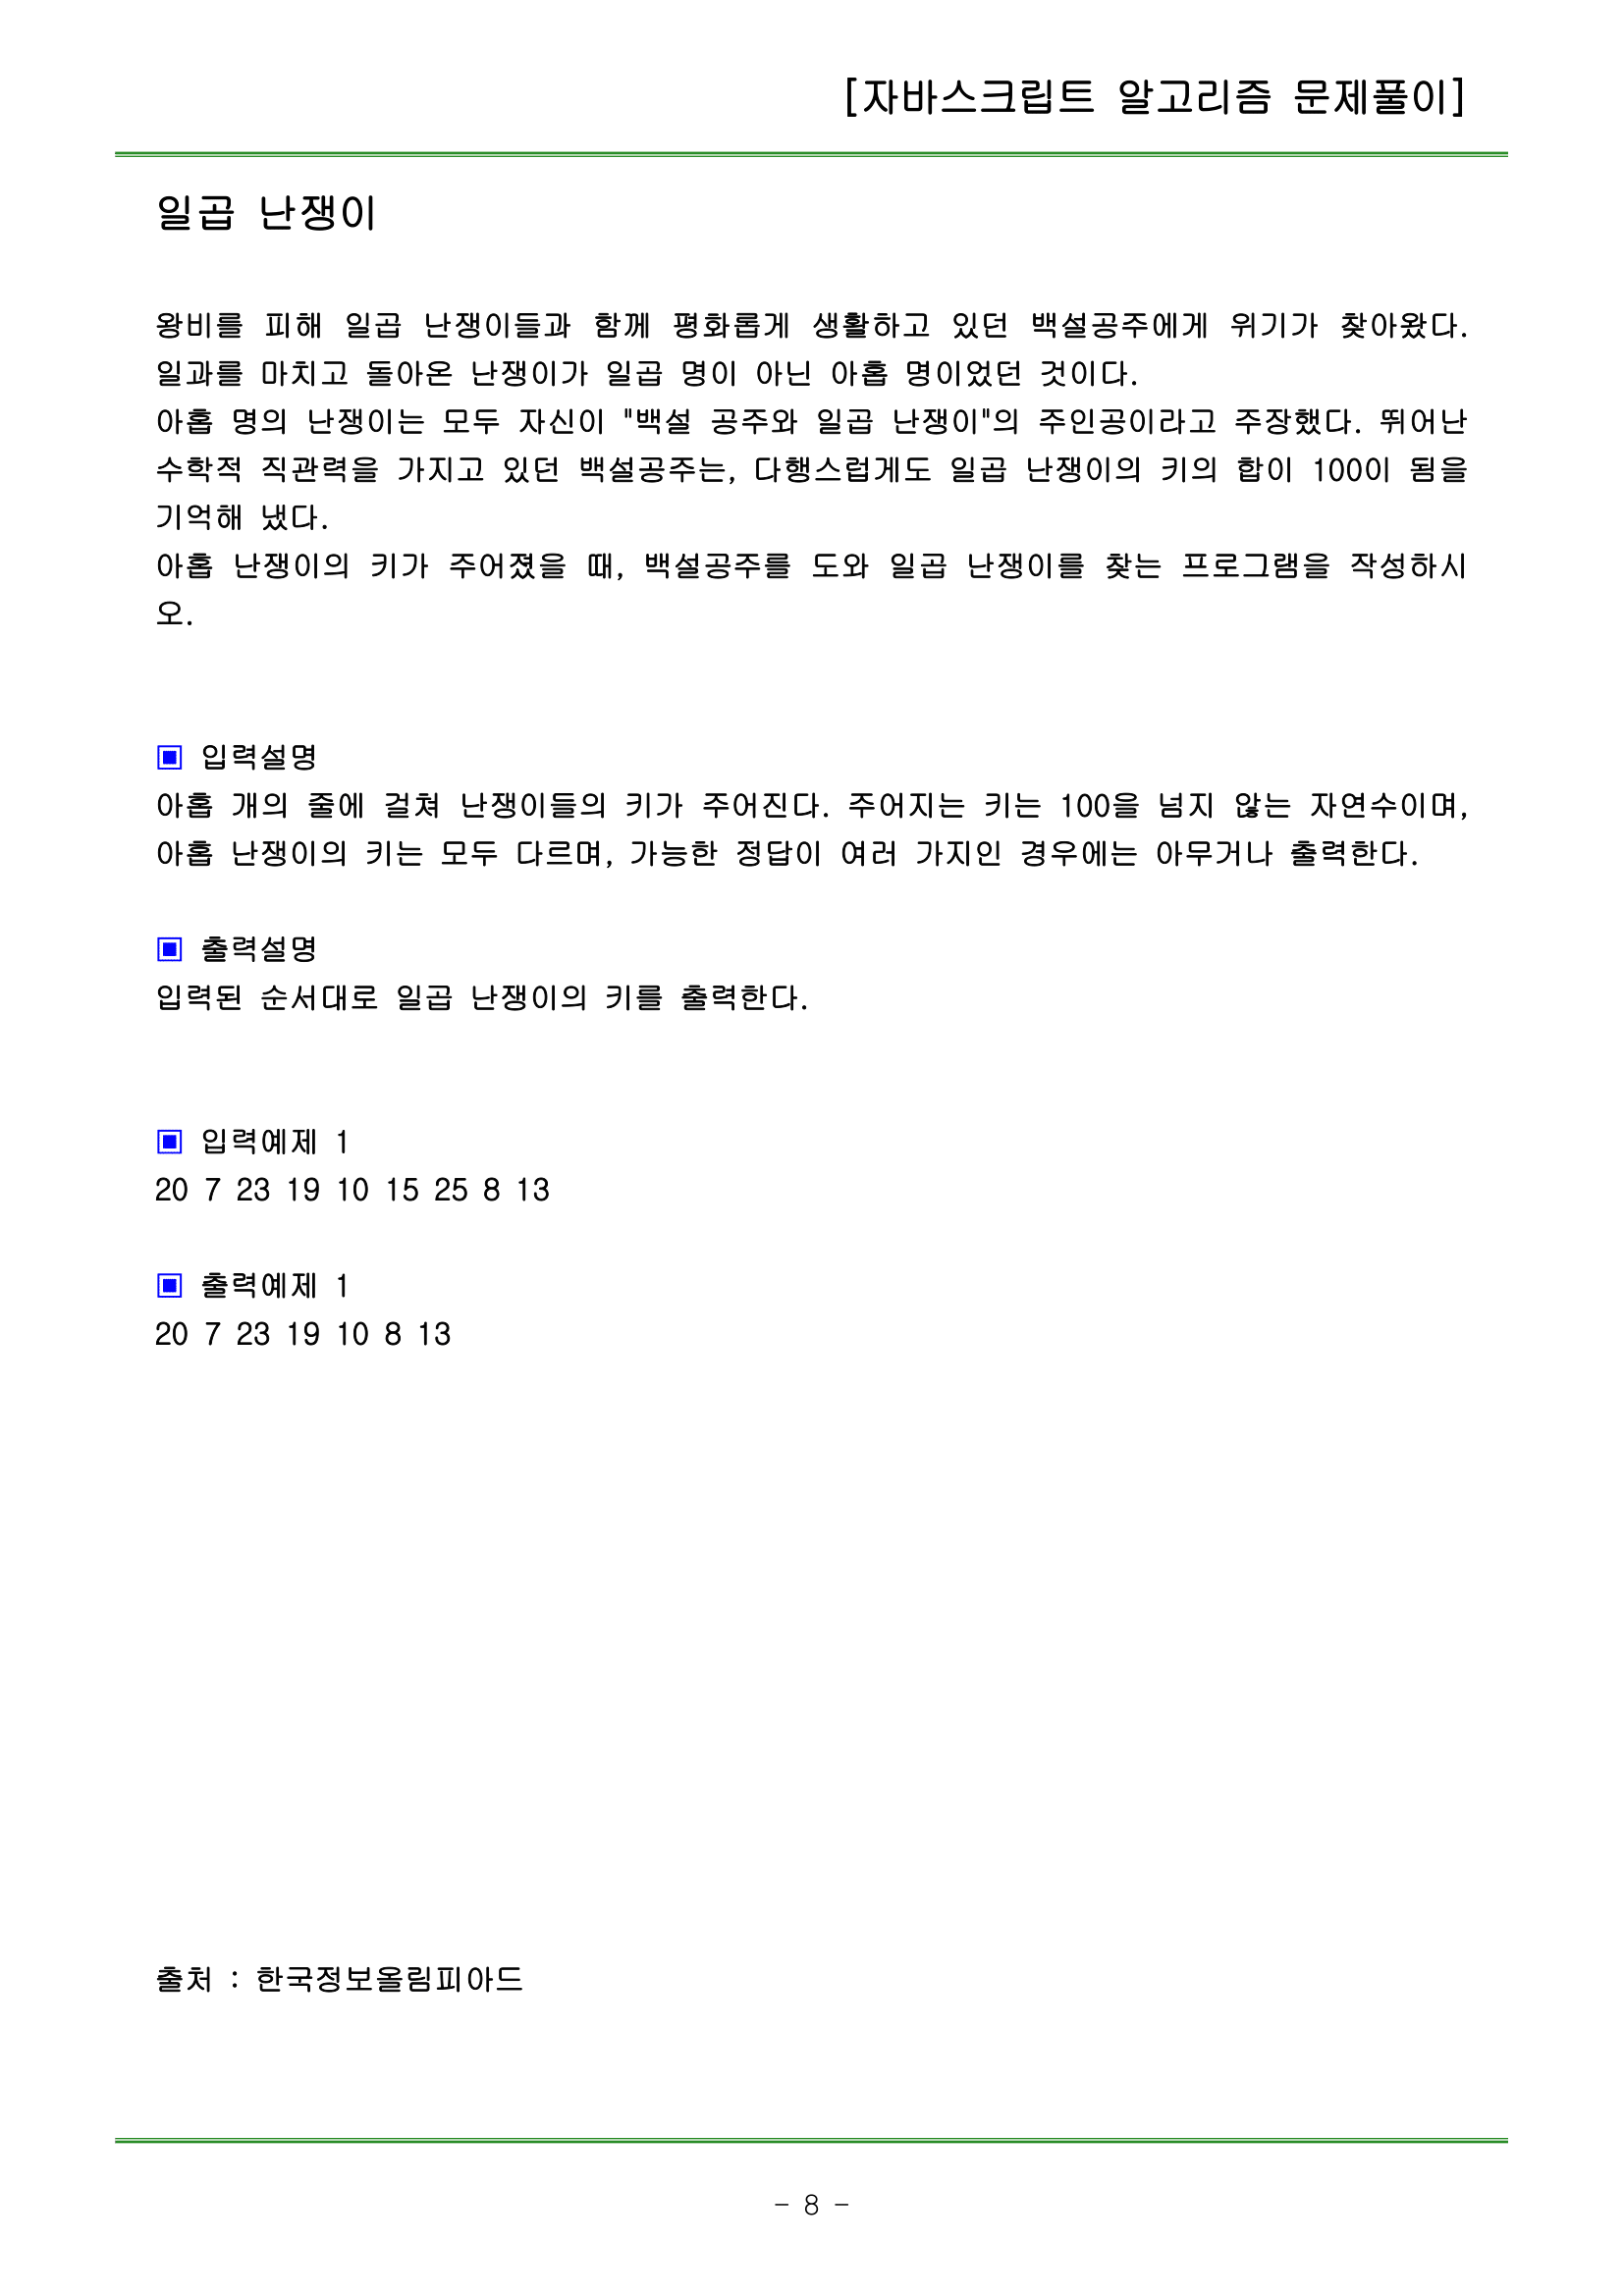 [자바스크립트 알고리즘 문제풀이]
일곱 난쟁이
왕비를 피해 일곱 난쟁이들과 함께 평화롭게 생활하고 있던 백설공주에게 위기가 찾아왔다.
일과를 마치고 돌아온 난쟁이가 일곱 명이 아닌 아홉 명이었던 것이다.
아홉 명의 난쟁이는 모두 자신이 "백설 공주와 일곱 난쟁이"의 주인공이라고 주장했다. 뛰어난
수학적 직관력을 가지고 있던 백설공주는, 다행스럽게도 일곱 난쟁이의 키의 합이 100이 됨을
기억해 냈다.
아홉 난쟁이의 키가 주어졌을 때, 백설공주를 도와 일곱 난쟁이를 찾는 프로그램을 작성하시
오.
▣ 입력설명
아홉 개의 줄에 걸쳐 난쟁이들의 키가 주어진다. 주어지는 키는 100을 넘지 않는 자연수이며,
아홉 난쟁이의 키는 모두 다르며, 가능한 정답이 여러 가지인 경우에는 아무거나 출력한다.
▣ 출력설명
입력된 순서대로 일곱 난쟁이의 키를 출력한다.
▣ 입력예제 1
20 7 23 19 10 15 25 8 13
▣ 출력예제 1
20 7 23 19 10 8 13
출처 : 한국정보올림피아드
- 8 -